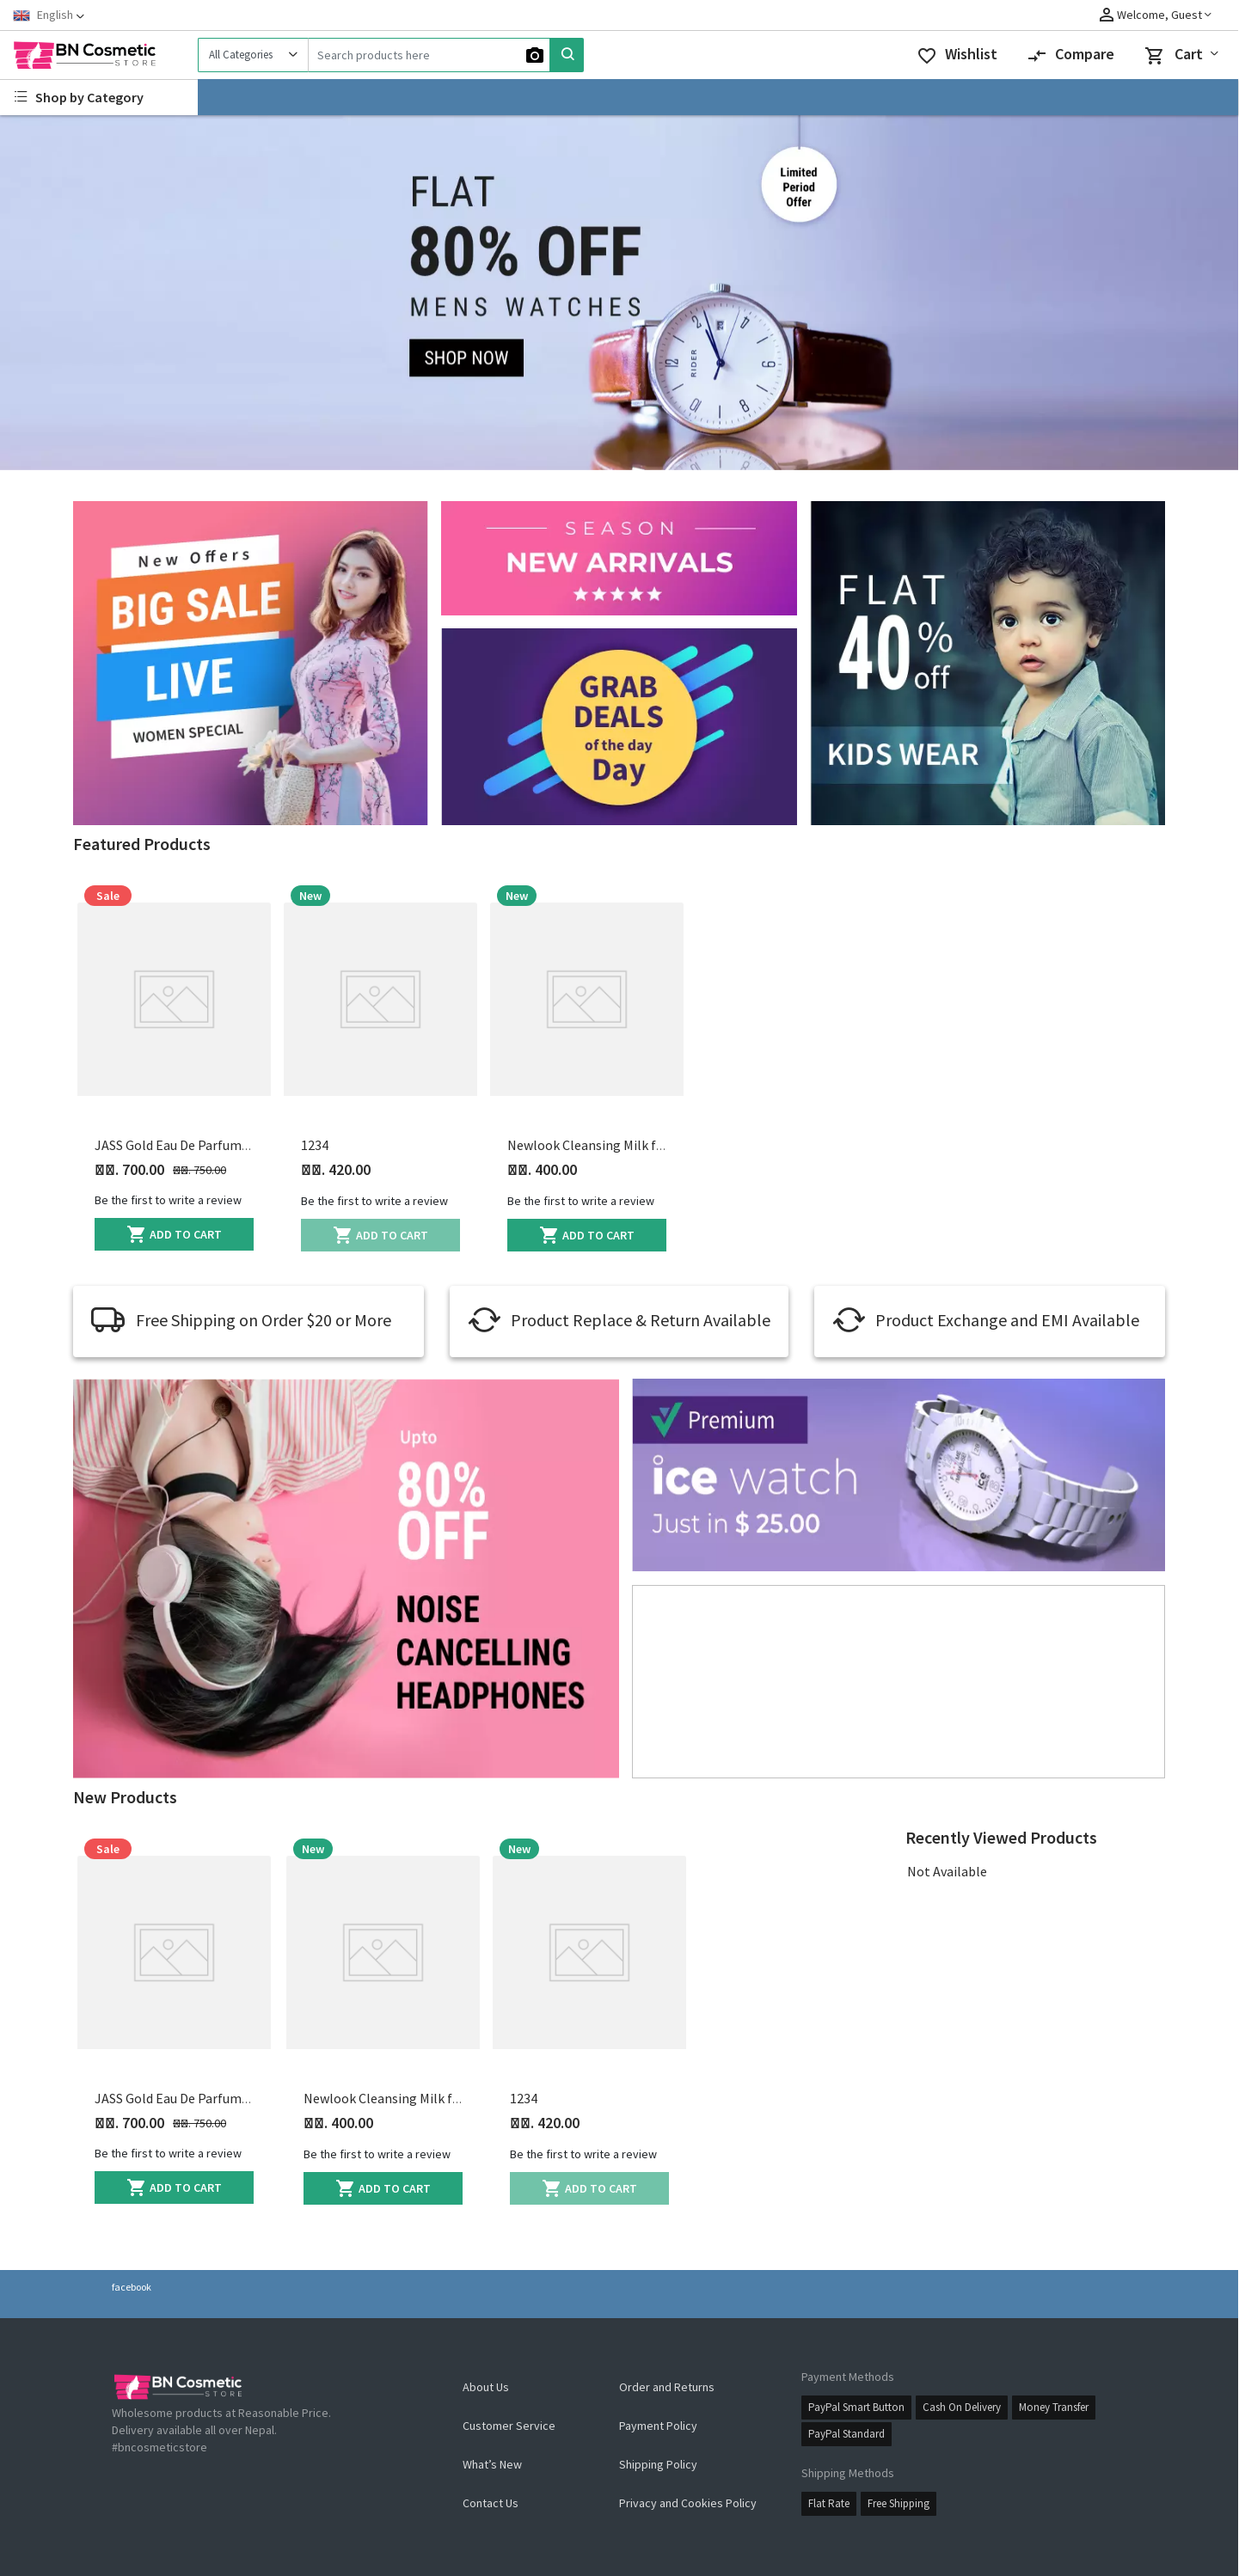 English
Welcome, Guest
BN Cosmetic
STORE
All Categories
Search products here
Wishlist
Compare
Cart
Shop by Category
Limited
Period
Offer
FLAT
80% OFF
MENS WATCHES
SHOP NOW
RIDER
New Offers
BIG SALE
LIVE
WOMEN SPECIAL
SEASON
NEW ARRIVALS
GRAB
DEALS
of the day
Day
FLAT
40%
off
KIDS WEAR
Featured Products
Sale
New
New
JASS Gold Eau De Parfum...
1234
Newlook Cleansing Milk f...
. 700.00 . 750.00
. 420.00
. 400.00
Be the first to write a review
Be the first to write a review
Be the first to write a review
ADD TO CART
ADD TO CART
ADD TO CART
Free Shipping on Order $20 or More
Product Replace & Return Available
Product Exchange and EMI Available
Upto
80%
OFF
NOISE
CANCELLING
HEADPHONES
Premium
ice watch
Just in $ 25.00
New Products
Recently Viewed Products
Not Available
Sale
New
New
JASS Gold Eau De Parfum...
Newlook Cleansing Milk f...
1234
. 700.00 . 750.00
. 400.00
. 420.00
Be the first to write a review
Be the first to write a review
Be the first to write a review
ADD TO CART
ADD TO CART
ADD TO CART
facebook
BN Cosmetic
STORE
Wholesome products at Reasonable Price.
Delivery available all over Nepal.
#bncosmeticstore
About Us
Customer Service
What's New
Contact Us
Order and Returns
Payment Policy
Shipping Policy
Privacy and Cookies Policy
Payment Methods
PayPal Smart Button
Cash On Delivery
Money Transfer
PayPal Standard
Shipping Methods
Flat Rate
Free Shipping